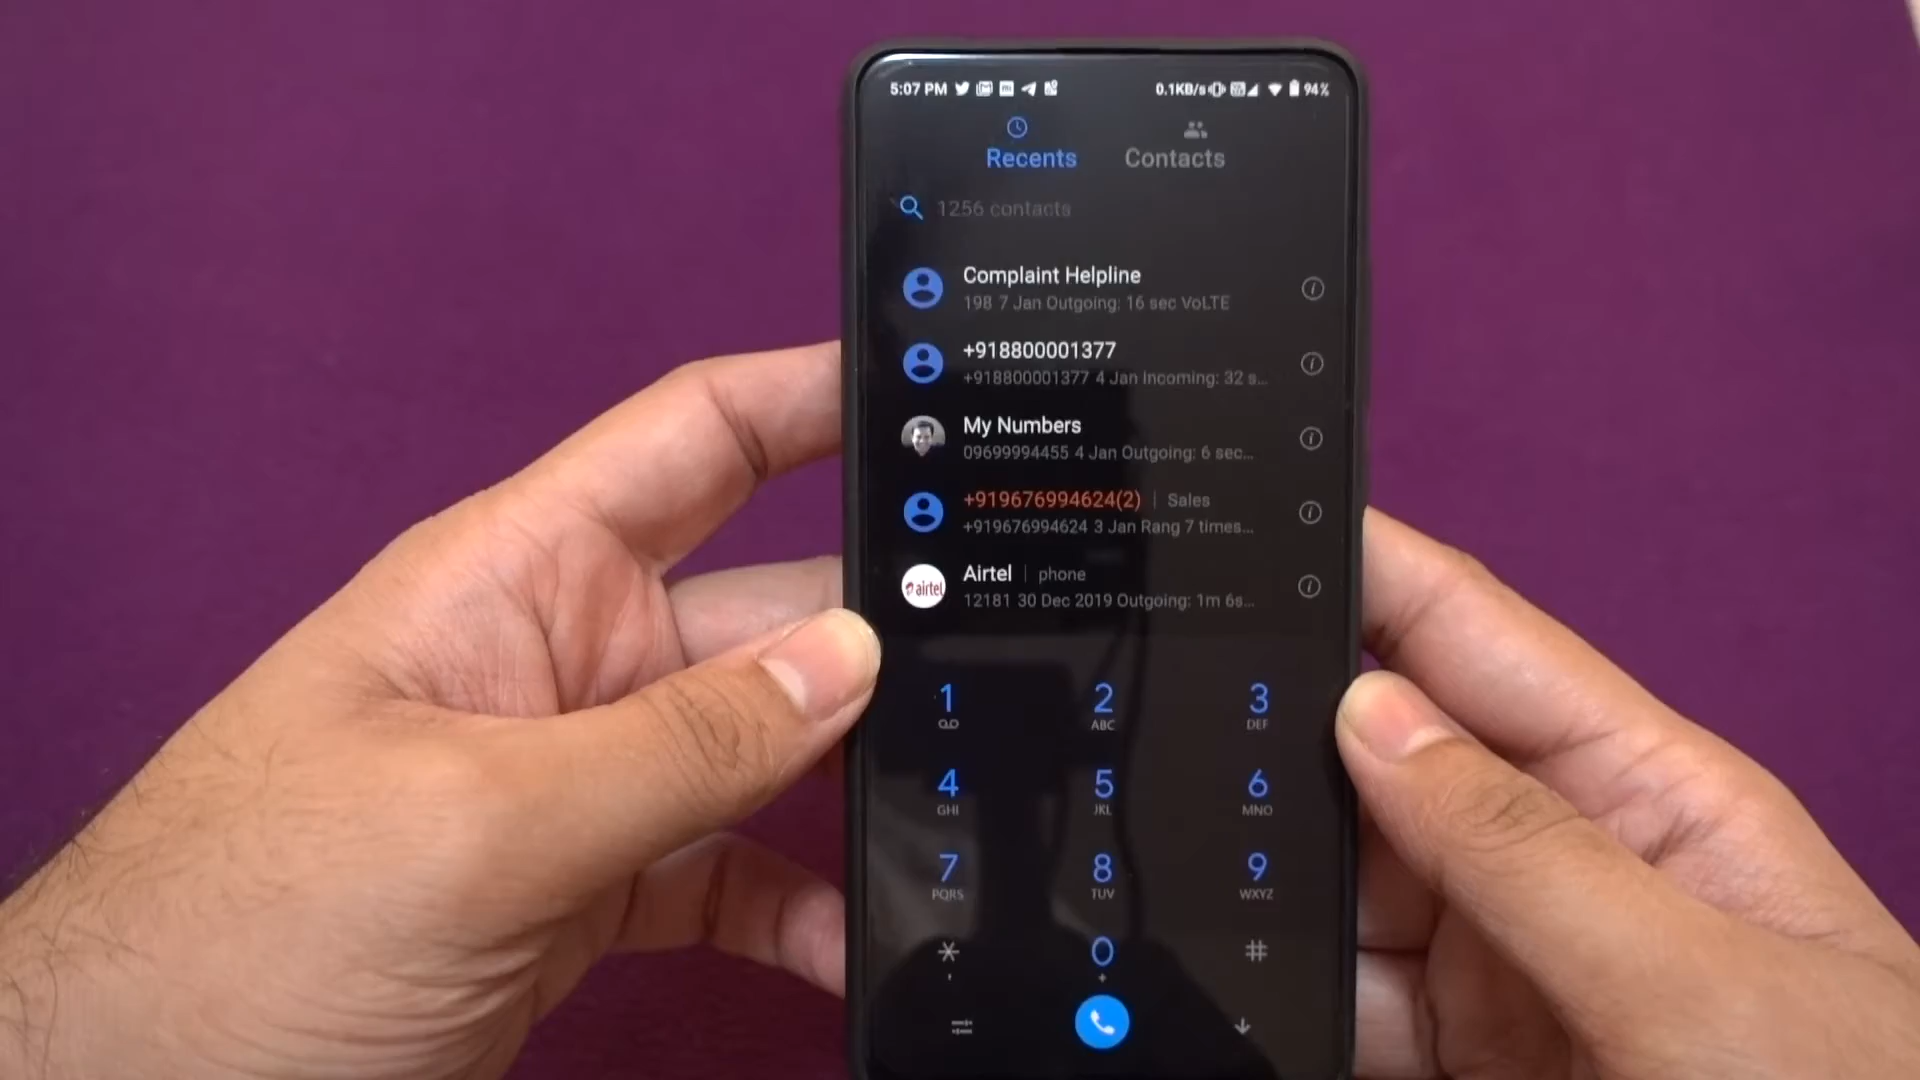 5:07 PM 0.1KB/s 94%
Recents Contacts
1256 contacts
Complaint Helpline
198 7 Jan Outgoing: 16 sec VoLTE
+918800001377
+918800001377 4 Jan Incoming: 32 s...
My Numbers
09699994455 4 Jan Outgoing: 6 sec...
+919676994624(2) | Sales
+919676994624 3 Jan Rang 7 times...
airtel
Airtel | phone
12181 30 Dec 2019 Outgoing: 1m 6s...
1 2 3
ABC DEF
4 5 6
GHI JKL MNO
7 8 9
PQRS TUV WXYZ
* 0 #
, +